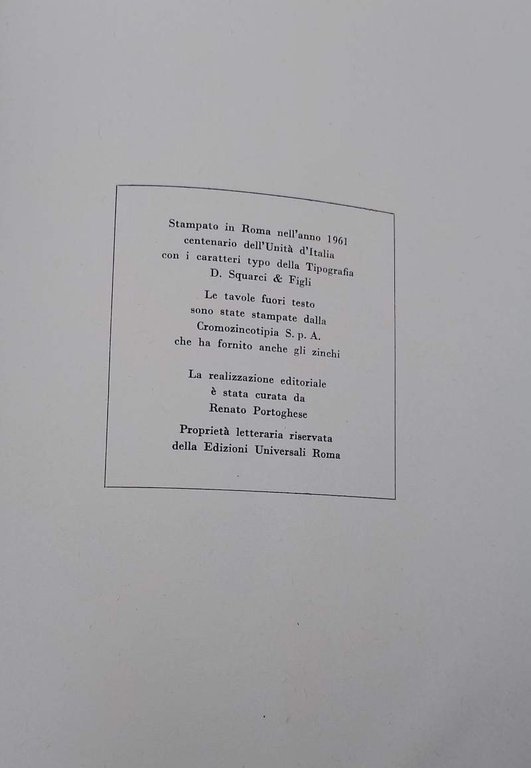 Stampato in Roma nell'anno 1961
centenario dell'Unità d'Italia
con i caratteri typo della Tipografia
D. Squarci & Figli
Le tavole fuori testo
sono state stampate dalla
Cromozincotipia S. p. A.
che ha fornito anche gli zinchi
La realizzazione editoriale
è stata curata da
Renato Portoghese
Proprietà letteraria riservata
della Edizioni Universali Roma